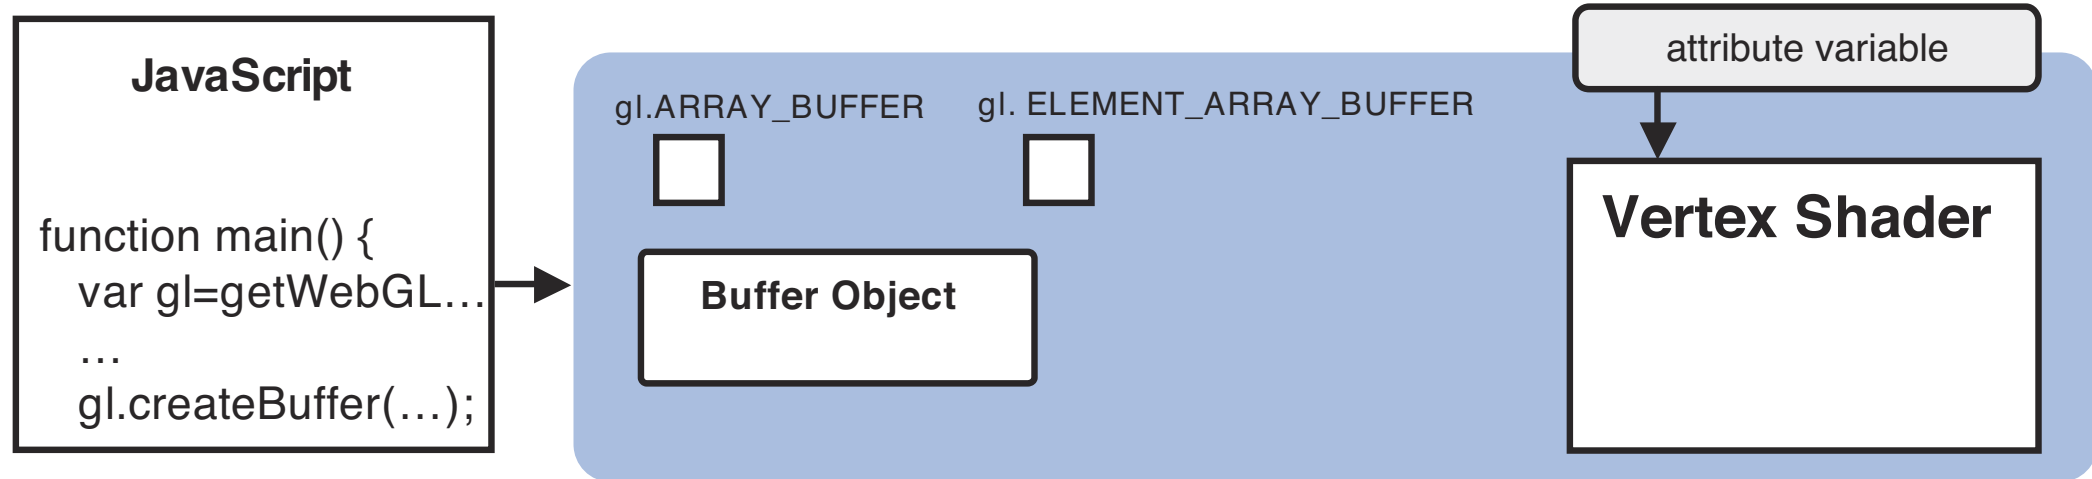 JavaScript
function main() {
var gl=getWebGL…
…
gl.createBuffer(…);
gl.ARRAY_BUFFER
gl. ELEMENT_ARRAY_BUFFER
Buffer Object
attribute variable
Vertex Shader